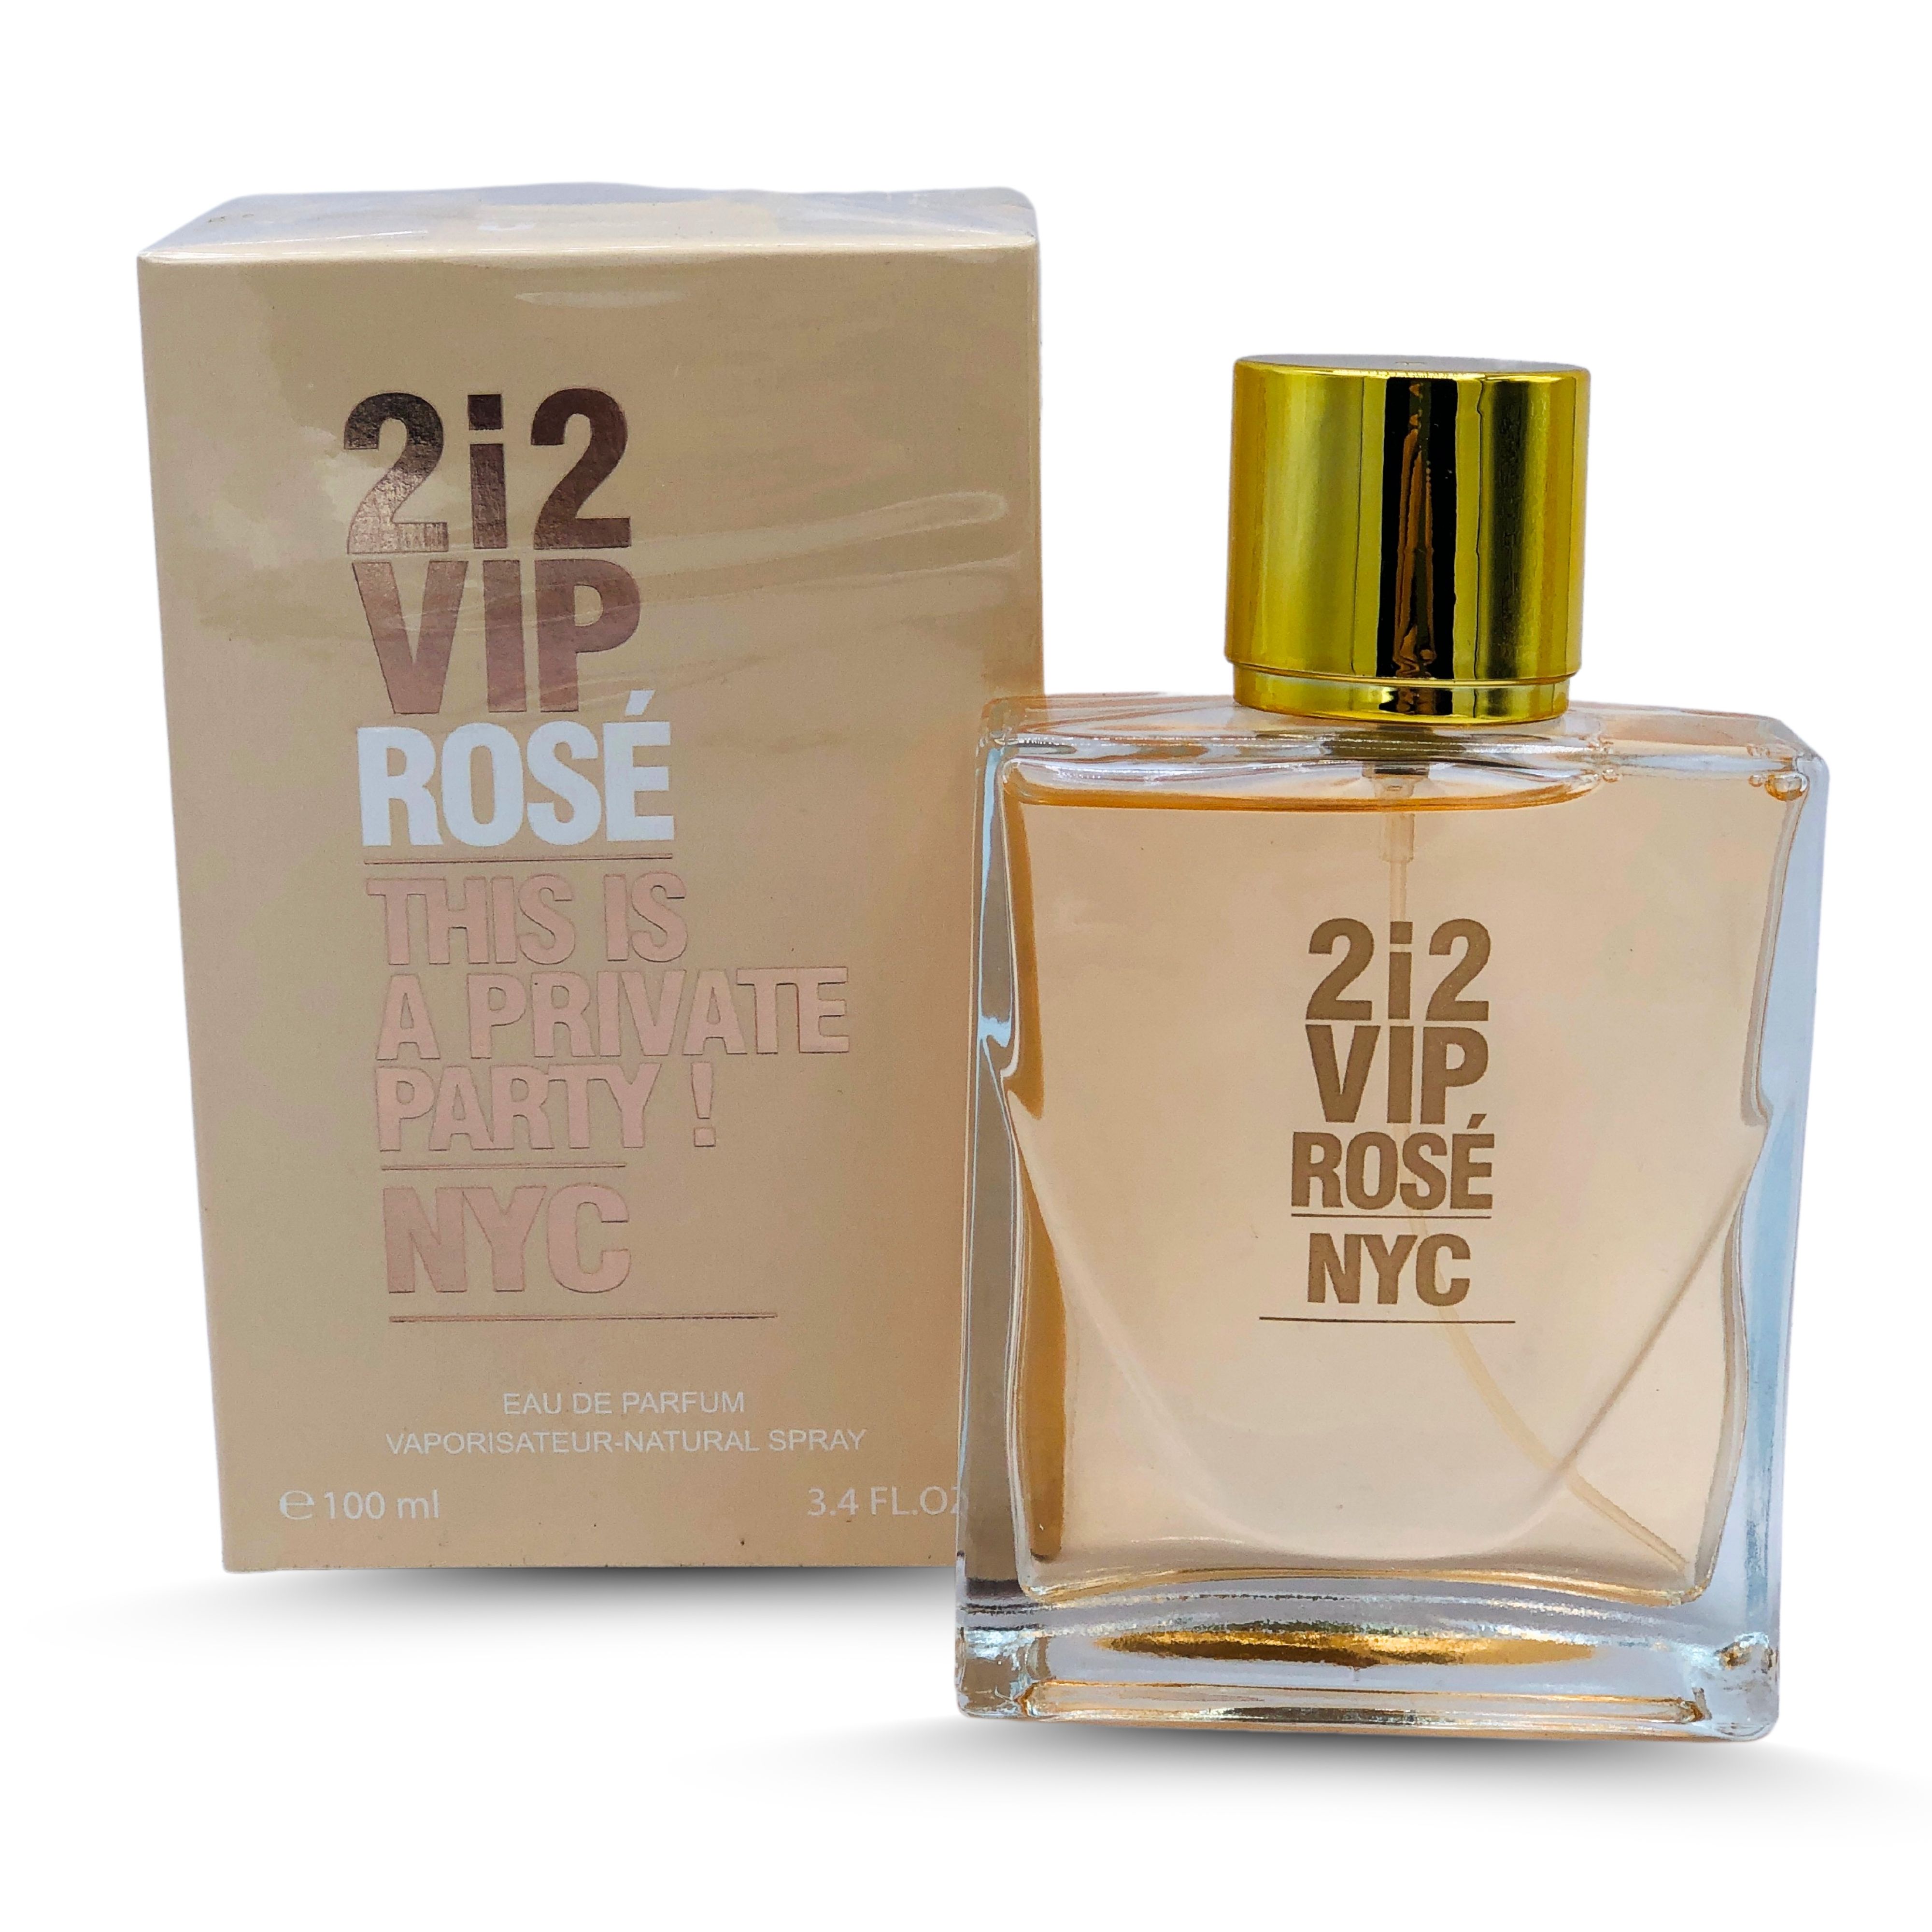 2i2
VIP
ROSÉ
THIS IS
A PRIVATE
PARTY !
NYC
EAU DE PARFUM
VAPORISATEUR-NATURAL SPRAY
℮ 100 ml
3.4 FL.OZ
2i2
VIP
ROSÉ
NYC